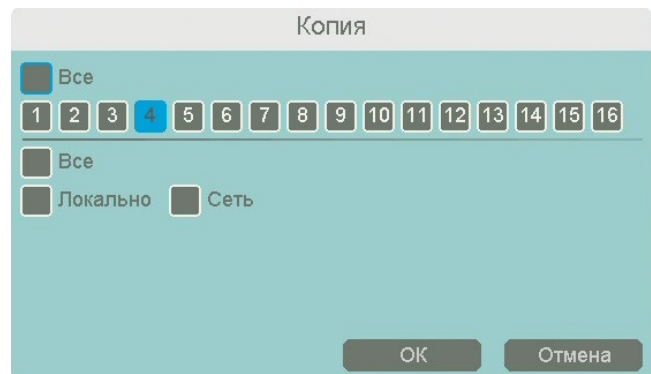 Копия
Все
1 2 3 4 5 6 7 8 9 10 11 12 13 14 15 16
Все
Локально Сеть
ОК Отмена